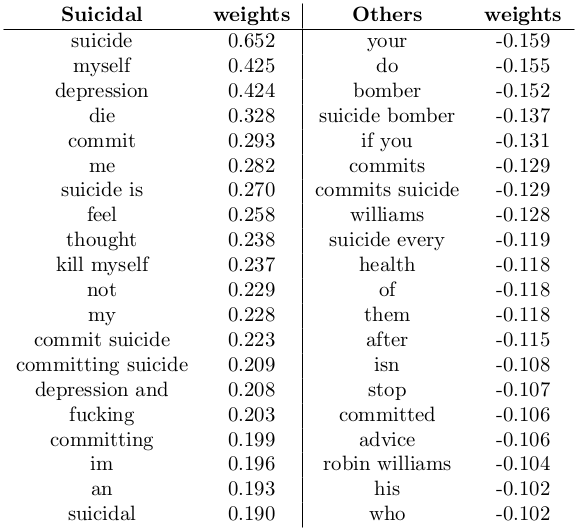 Suicidal weights Others weights
suicide 0.652 your -0.159
myself 0.425 do -0.155
depression 0.424 bomber -0.152
die 0.328 suicide bomber -0.137
commit 0.293 if you -0.131
me 0.282 commits -0.129
suicide is 0.270 commits suicide -0.129
feel 0.258 williams -0.128
thought 0.238 suicide every -0.119
kill myself 0.237 health -0.118
not 0.229 of -0.118
my 0.228 them -0.118
commit suicide 0.223 after -0.115
committing suicide 0.209 isn -0.108
depression and 0.208 stop -0.107
fucking 0.203 committed -0.106
committing 0.199 advice -0.106
im 0.196 robin williams -0.104
an 0.193 his -0.102
suicidal 0.190 who -0.102